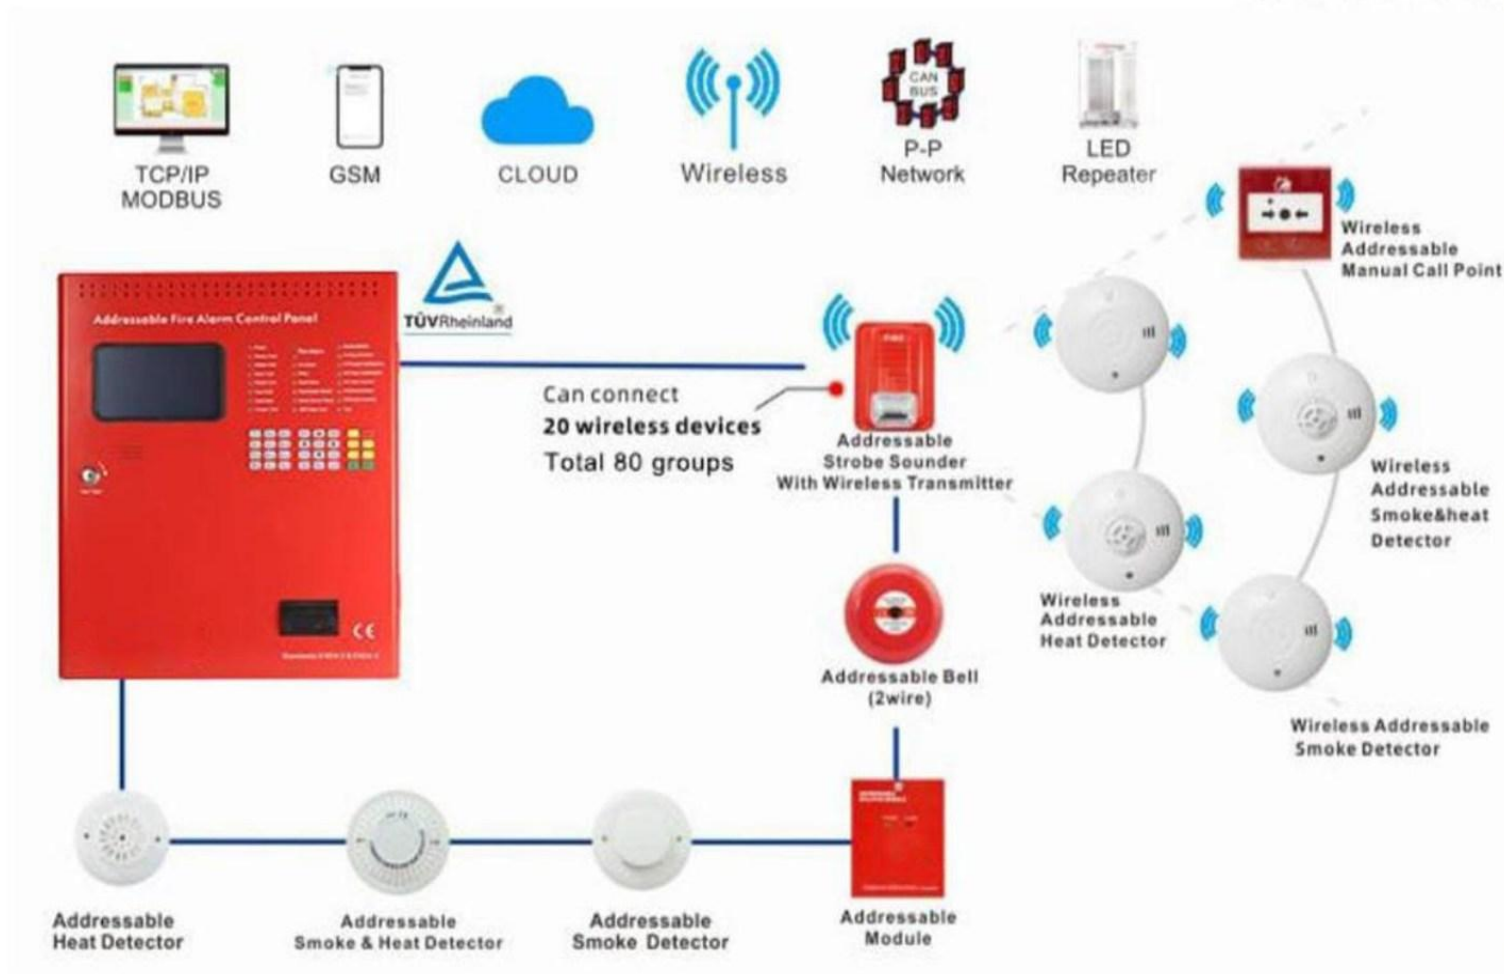 TCP/IP
MODBUS
GSM
CLOUD
Wireless
CAN
BUS
P-P
Network
LED
Repeater
Wireless
Addressable
Manual Call Point
TÜVRheinland
Addressable Fire Alarm Control Panel
FIRE
Can connect
20 wireless devices
Total 80 groups
Addressable
Strobe Sounder
With Wireless Transmitter
Wireless
Addressable
Smoke&heat
Detector
Wireless
Addressable
Heat Detector
CE
Addressable Bell
(2wire)
Wireless Addressable
Smoke Detector
Addressable
Heat Detector
Addressable
Smoke & Heat Detector
Addressable
Smoke Detector
Addressable
Module